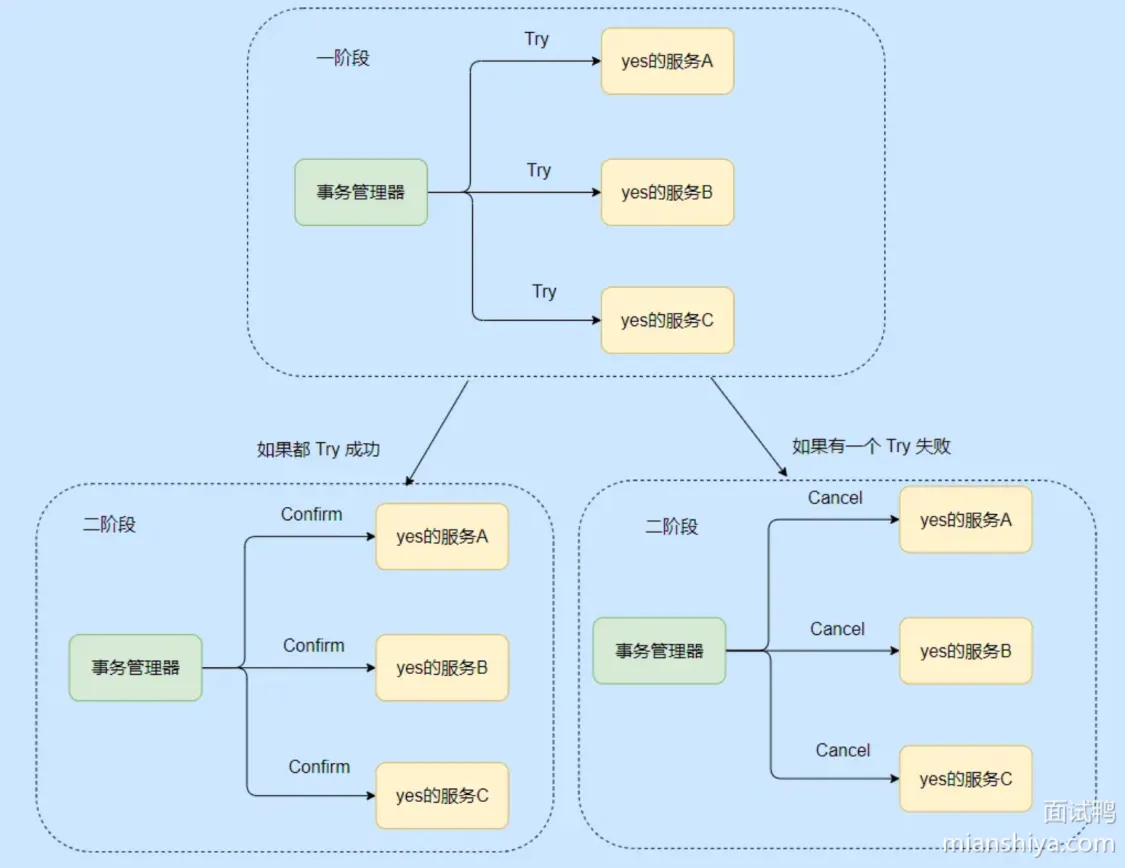 一阶段
Try
yes的服务A
事务管理器
Try
yes的服务B
Try
yes的服务C
如果都 Try 成功
如果有一个 Try 失败
二阶段
Confirm
yes的服务A
事务管理器
Confirm
yes的服务B
Confirm
yes的服务C
二阶段
Cancel
yes的服务A
事务管理器
Cancel
yes的服务B
Cancel
yes的服务C
面试鸭
mianshiya.com